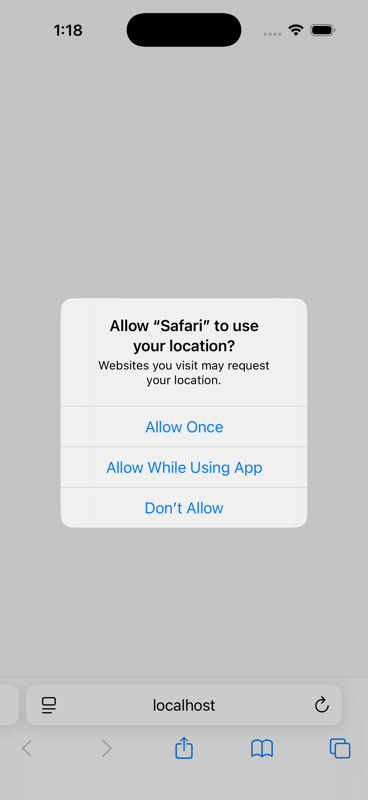 1:18
Allow “Safari” to use
your location?
Websites you visit may request
your location.
Allow Once
Allow While Using App
Don’t Allow
localhost